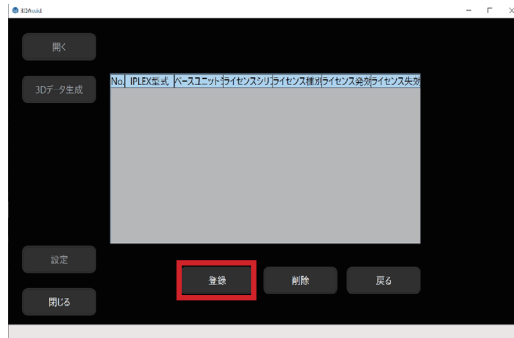 3DAssist
開く
3Dデータ生成
No. IPLEX型式 ベースユニットシ ライセンスシリ ライセンス種別 ライセンス発効 ライセンス失効
設定
登録 削除 戻る
閉じる